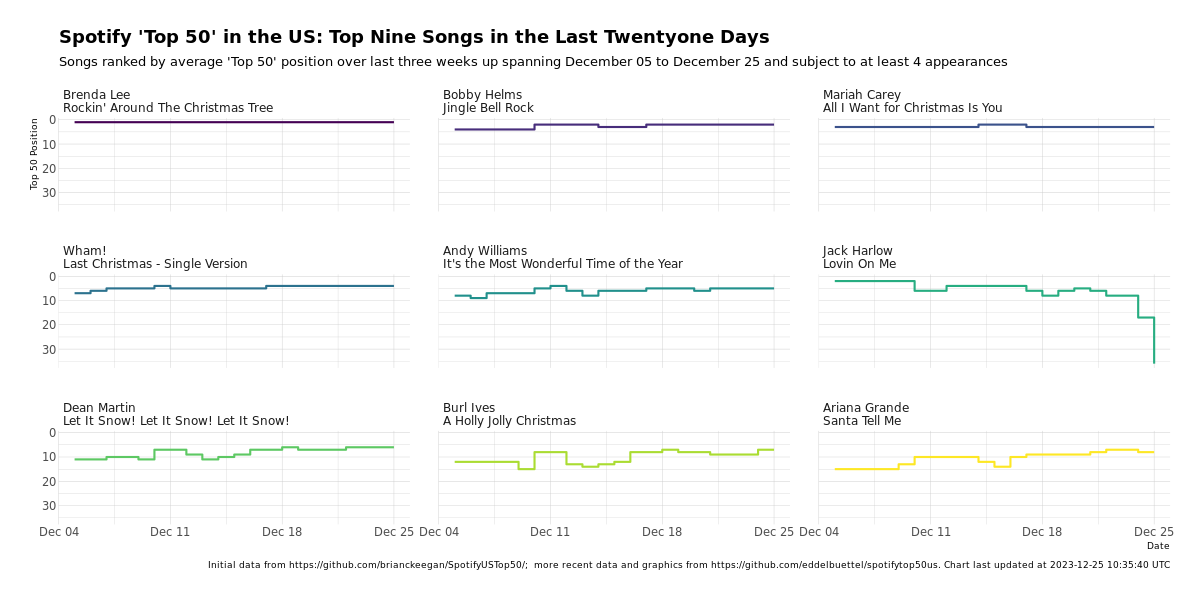 Spotify 'Top 50' in the US: Top Nine Songs in the Last Twentyone Days
Songs ranked by average 'Top 50' position over last three weeks up spanning December 05 to December 25 and subject to at least 4 appearances
Brenda Lee
Rockin' Around The Christmas Tree
Bobby Helms
Jingle Bell Rock
Mariah Carey
All I Want for Christmas Is You
Top 50 Position
0
10
20
30
Wham!
Last Christmas - Single Version
Andy Williams
It's the Most Wonderful Time of the Year
Jack Harlow
Lovin On Me
0
10
20
30
Dean Martin
Let It Snow! Let It Snow! Let It Snow!
Burl Ives
A Holly Jolly Christmas
Ariana Grande
Santa Tell Me
0
10
20
30
Dec 04 Dec 11 Dec 18 Dec 25 Dec 04 Dec 11 Dec 18 Dec 25 Dec 04 Dec 11 Dec 18 Dec 25
Date
Initial data from https://github.com/brianckeegan/SpotifyUSTop50/; more recent data and graphics from https://github.com/eddelbuettel/spotifytop50us. Chart last updated at 2023-12-25 10:35:40 UTC